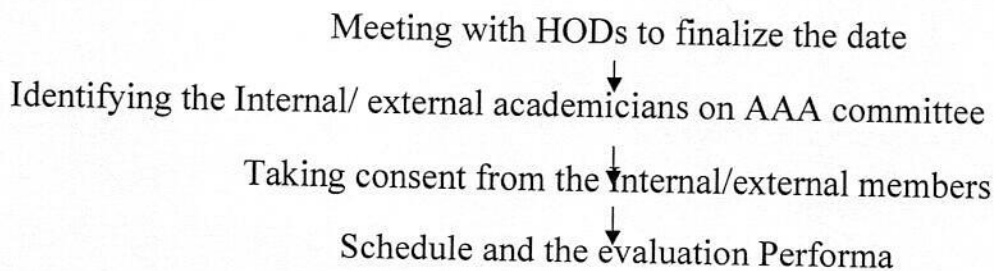 Meeting with HODs to finalize the date
Identifying the Internal/ external academicians on AAA committee
Taking consent from the Internal/external members
Schedule and the evaluation Performa